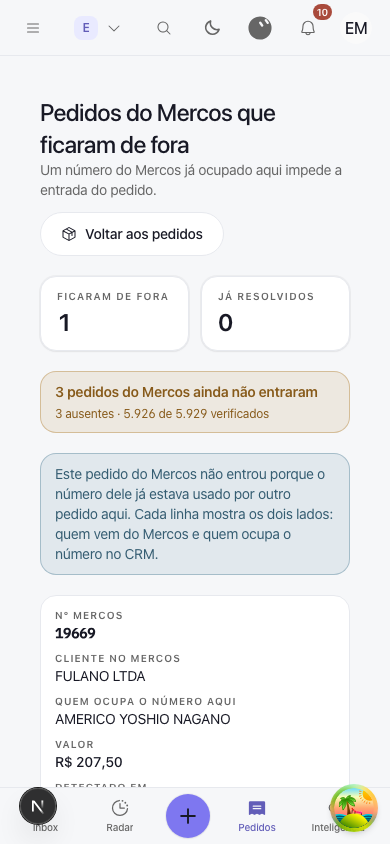 E
10
EM
Pedidos do Mercos que
ficaram de fora
Um número do Mercos já ocupado aqui impede a
entrada do pedido.
Voltar aos pedidos
FICARAM DE FORA
1
JÁ RESOLVIDOS
0
3 pedidos do Mercos ainda não entraram
3 ausentes · 5.926 de 5.929 verificados
Este pedido do Mercos não entrou porque o
número dele já estava usado por outro
pedido aqui. Cada linha mostra os dois lados:
quem vem do Mercos e quem ocupa o
número no CRM.
Nº MERCOS
19669
CLIENTE NO MERCOS
FULANO LTDA
QUEM OCUPA O NÚMERO AQUI
AMERICO YOSHIO NAGANO
VALOR
R$ 207,50
DETECTADO EM
N
Inbox
Radar
Pedidos